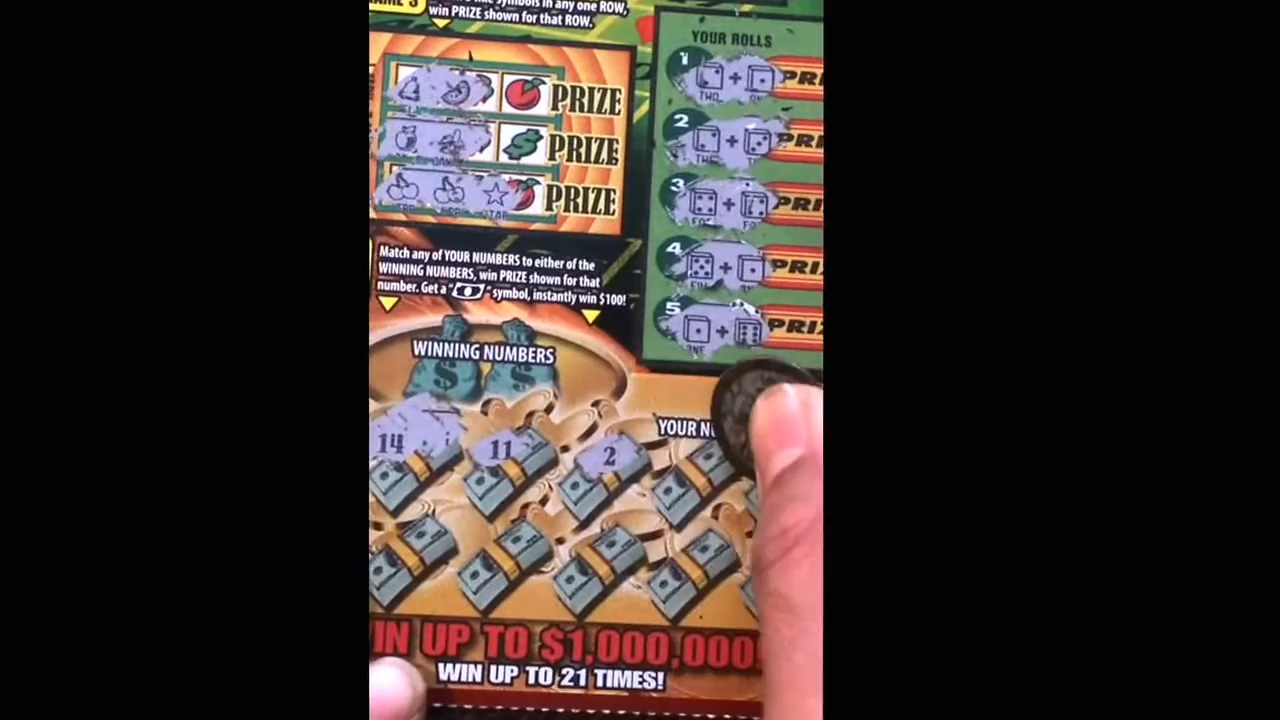 win PRIZE shown for that ROW.
PRIZE
PRIZE
PRIZE
YOUR ROLLS
1
2
3
4
5
Match any of YOUR NUMBERS to either of the
WINNING NUMBERS, win PRIZE shown for that
number. Get a " " symbol, instantly win $100!
WINNING NUMBERS
YOUR
14
11
2
WIN UP TO $1,000,000
WIN UP TO 21 TIMES!